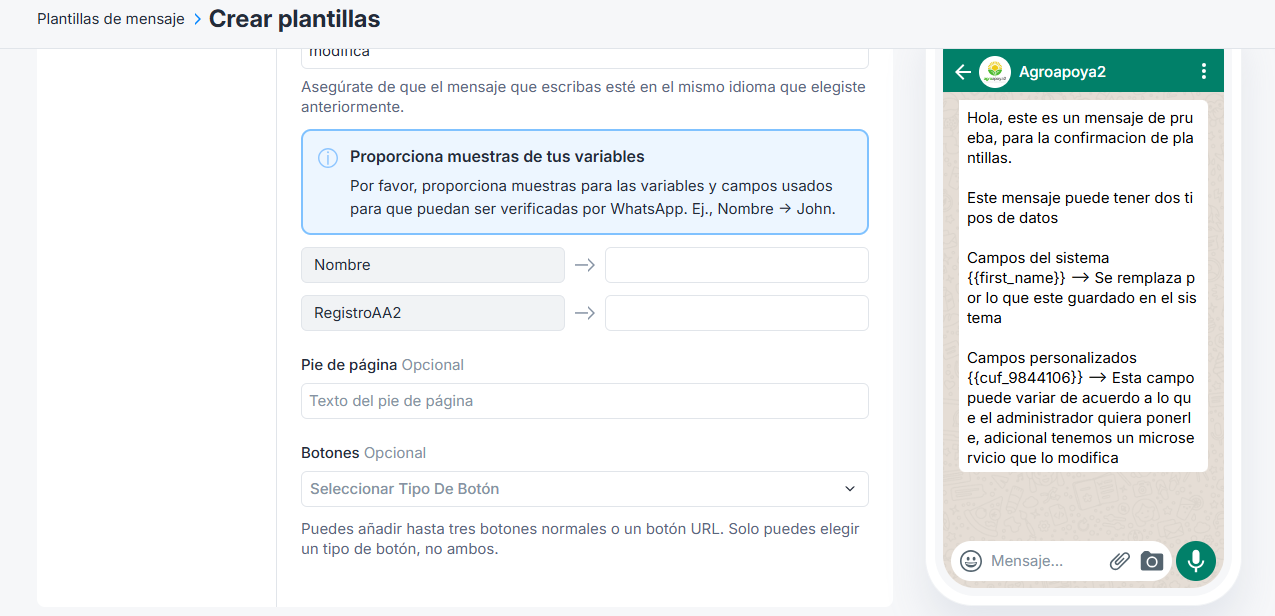 Plantillas de mensaje > Crear plantillas
modifica
Asegúrate de que el mensaje que escribas esté en el mismo idioma que elegiste
anteriormente.
Proporciona muestras de tus variables
Por favor, proporciona muestras para las variables y campos usados
para que puedan ser verificadas por WhatsApp. Ej., Nombre → John.
Nombre →
RegistroAA2 →
Pie de página Opcional
Texto del pie de página
Botones Opcional
Seleccionar Tipo De Botón
Puedes añadir hasta tres botones normales o un botón URL. Solo puedes elegir
un tipo de botón, no ambos.
Agroapoya2
Hola, este es un mensaje de pru
eba, para la confirmacion de pla
ntillas.
Este mensaje puede tener dos ti
pos de datos
Campos del sistema
{{first_name}} --> Se remplaza p
or lo que este guardado en el sis
tema
Campos personalizados
{{cuf_9844106}} --> Esta campo
puede variar de acuerdo a lo qu
e el administrador quiera ponerl
e, adicional tenemos un microse
rvicio que lo modifica
Mensaje...